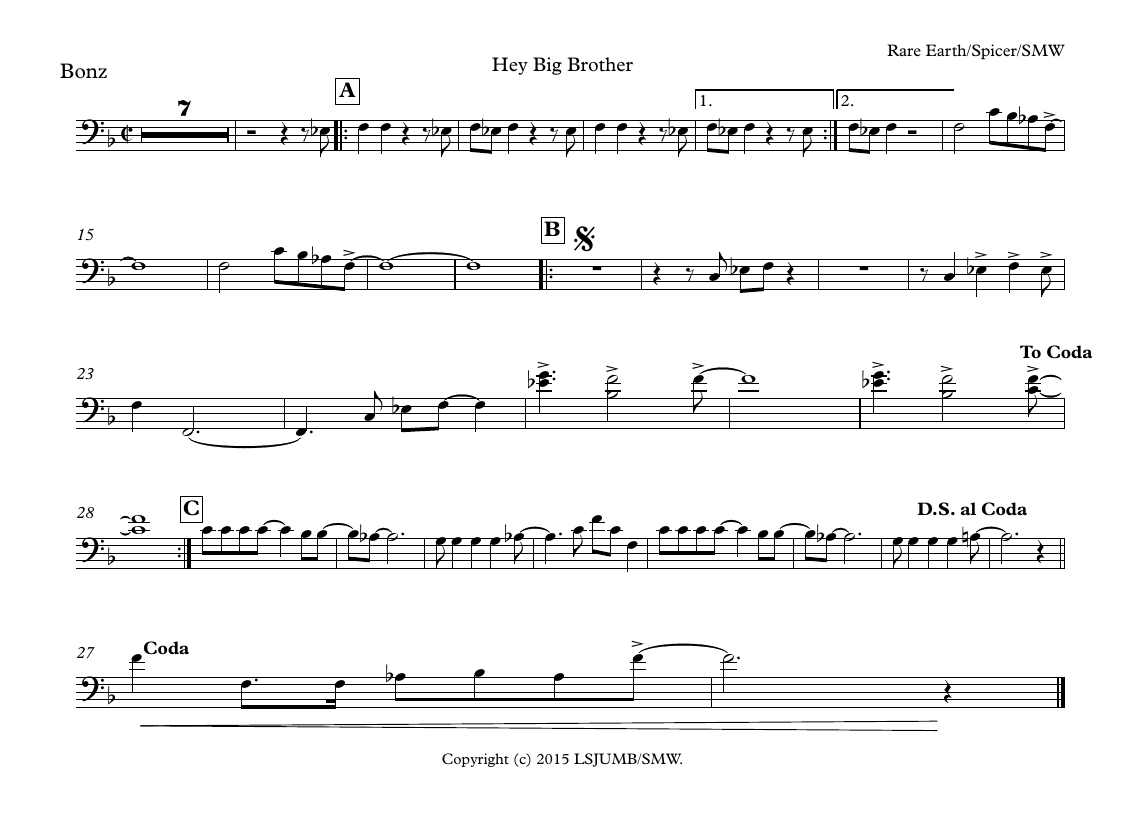 Rare Earth/Spicer/SMW
Hey Big Brother
Bonz
A
7
1.
2.
15
B
To Coda
23
28
C
D.S. al Coda
27
Coda
Copyright (c) 2015 LSJUMB/SMW.